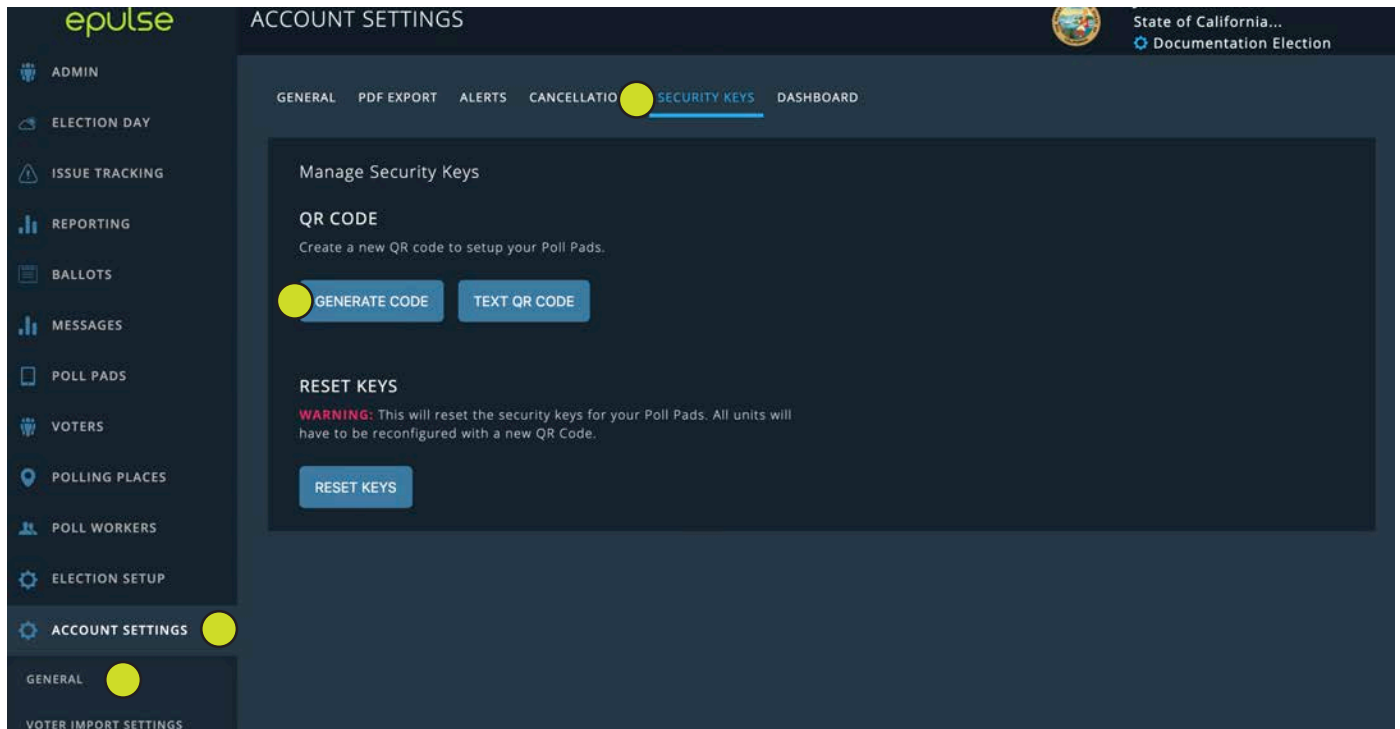 epulse
ACCOUNT SETTINGS
State of California...
Documentation Election
ADMIN
ELECTION DAY
ISSUE TRACKING
REPORTING
BALLOTS
MESSAGES
POLL PADS
VOTERS
POLLING PLACES
POLL WORKERS
ELECTION SETUP
ACCOUNT SETTINGS
GENERAL
VOTER IMPORT SETTINGS
GENERAL PDF EXPORT ALERTS CANCELLATIO SECURITY KEYS DASHBOARD
Manage Security Keys
QR CODE
Create a new QR code to setup your Poll Pads.
GENERATE CODE TEXT QR CODE
RESET KEYS
WARNING: This will reset the security keys for your Poll Pads. All units will
have to be reconfigured with a new QR Code.
RESET KEYS